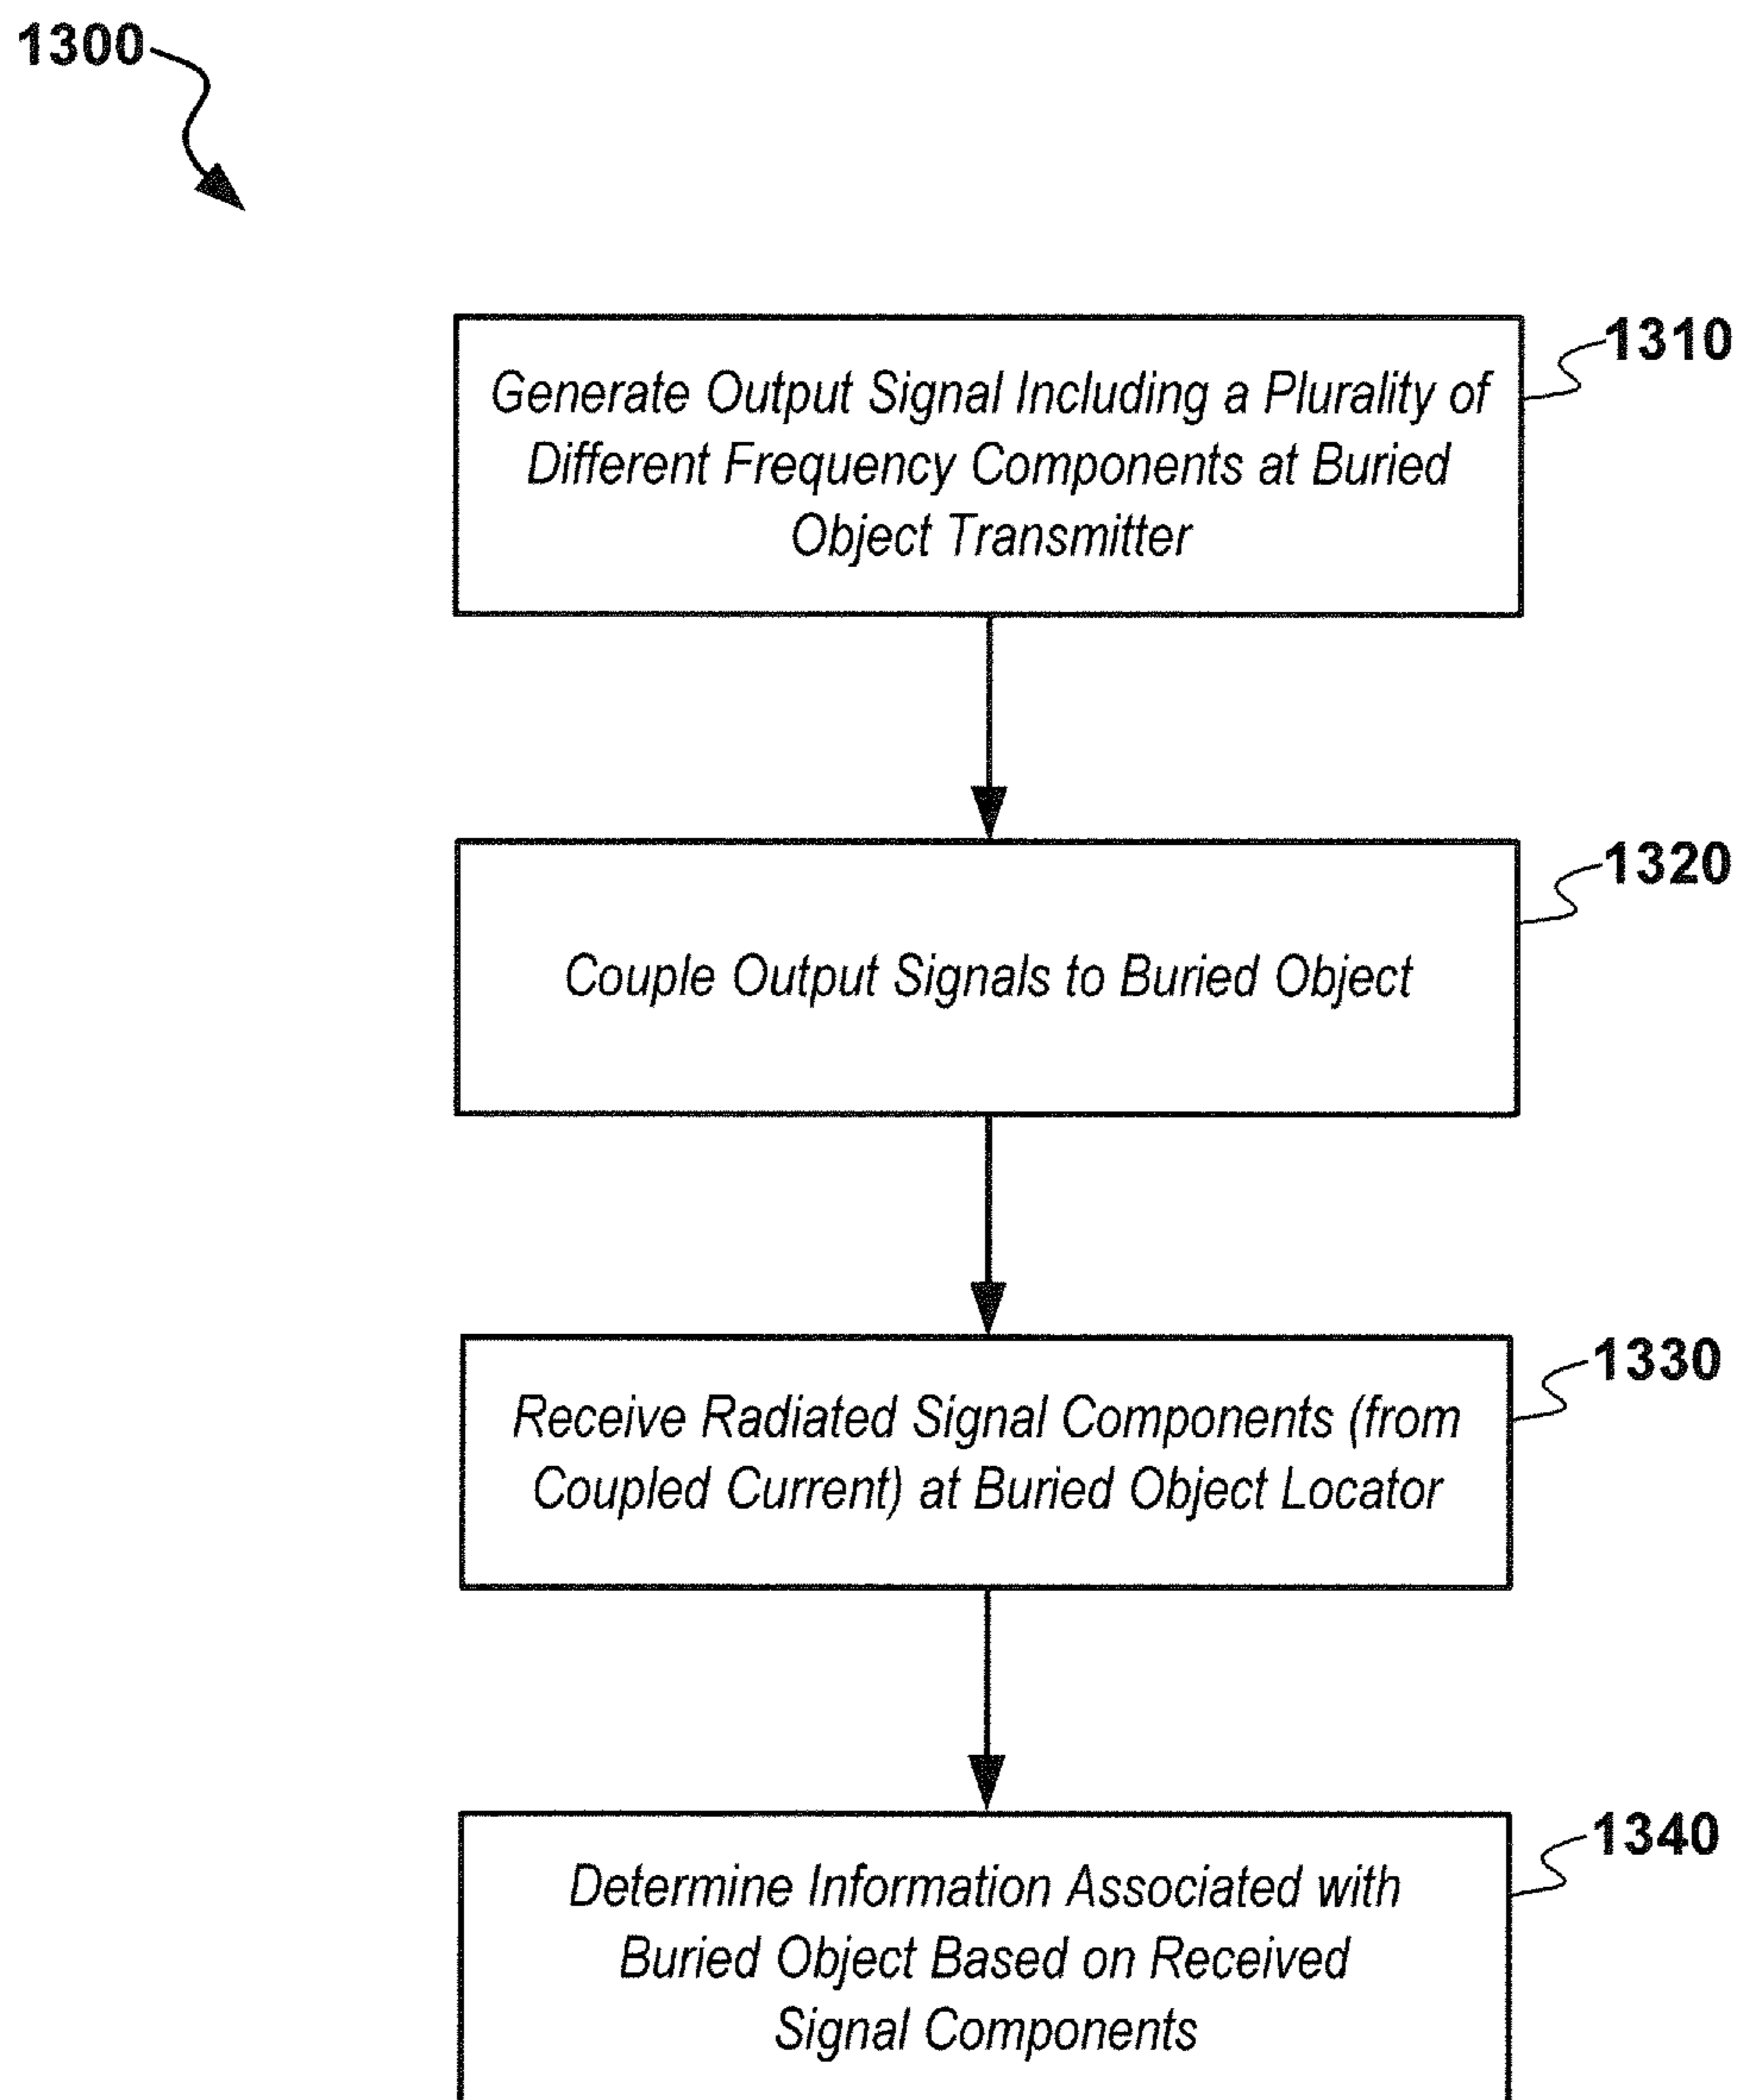 1300
1310
Generate Output Signal Including a Plurality of
Different Frequency Components at Buried
Object Transmitter
1320
Couple Output Signals to Buried Object
1330
Receive Radiated Signal Components (from
Coupled Current) at Buried Object Locator
1340
Determine Information Associated with
Buried Object Based on Received
Signal Components